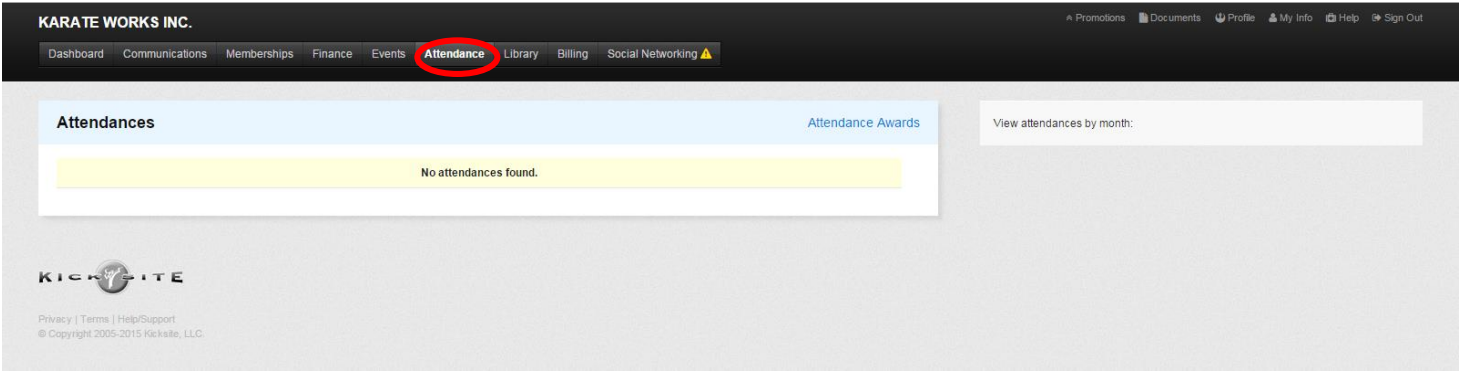 KARATE WORKS INC.
Promotions Documents Profile My Info Help Sign Out
Dashboard Communications Memberships Finance Events Attendance Library Billing Social Networking
Attendances
Attendance Awards
View attendances by month:
No attendances found.
KICKSITE
Privacy | Terms | Help/Support
© Copyright 2005-2015 Kicksite, LLC.